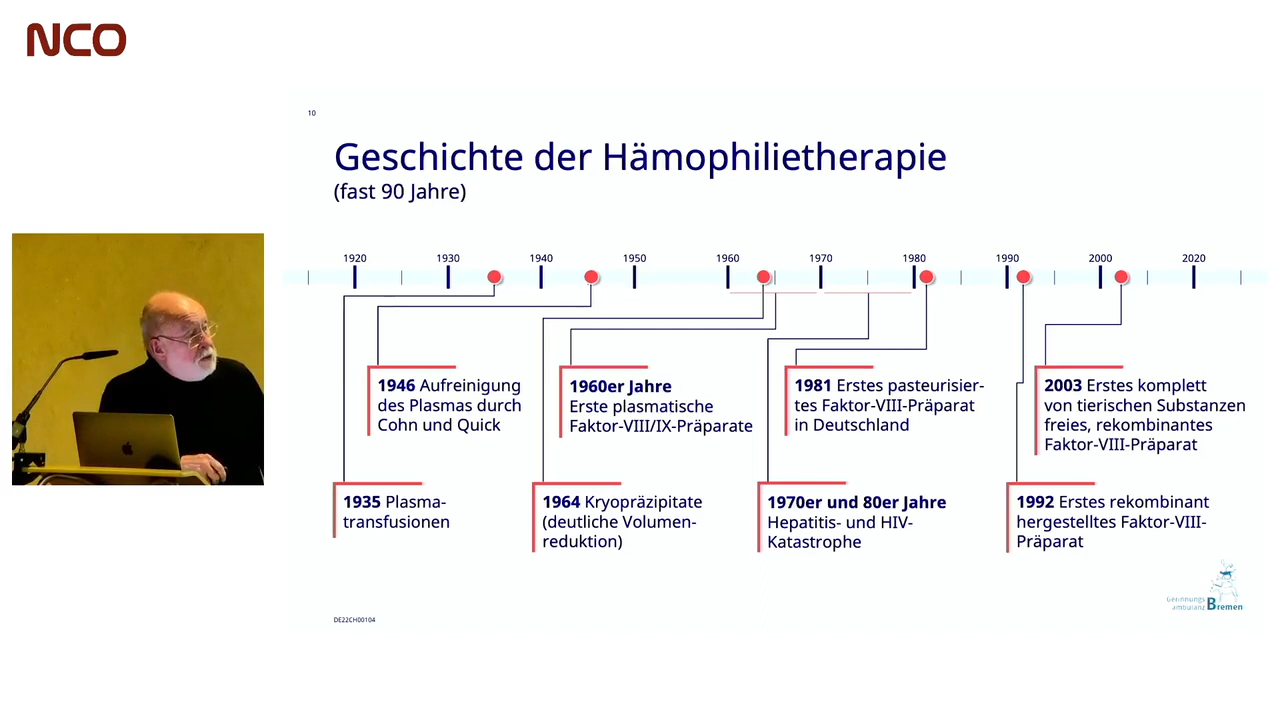 NCO
10
Geschichte der Hämophilietherapie
(fast 90 Jahre)
1920 1930 1940 1950 1960 1970 1980 1990 2000 2020
1946 Aufreinigung
des Plasmas durch
Cohn und Quick
1960er Jahre
Erste plasmatische
Faktor-VIII/IX-Präparate
1981 Erstes pasteurisier-
tes Faktor-VIII-Präparat
in Deutschland
2003 Erstes komplett
von tierischen Substanzen
freies, rekombinantes
Faktor-VIII-Präparat
1935 Plasma-
transfusionen
1964 Kryopräzipitate
(deutliche Volumen-
reduktion)
1970er und 80er Jahre
Hepatitis- und HIV-
Katastrophe
1992 Erstes rekombinant
hergestelltes Faktor-VIII-
Präparat
Gerinnungs
ambulanz Bremen
DE22CH00104